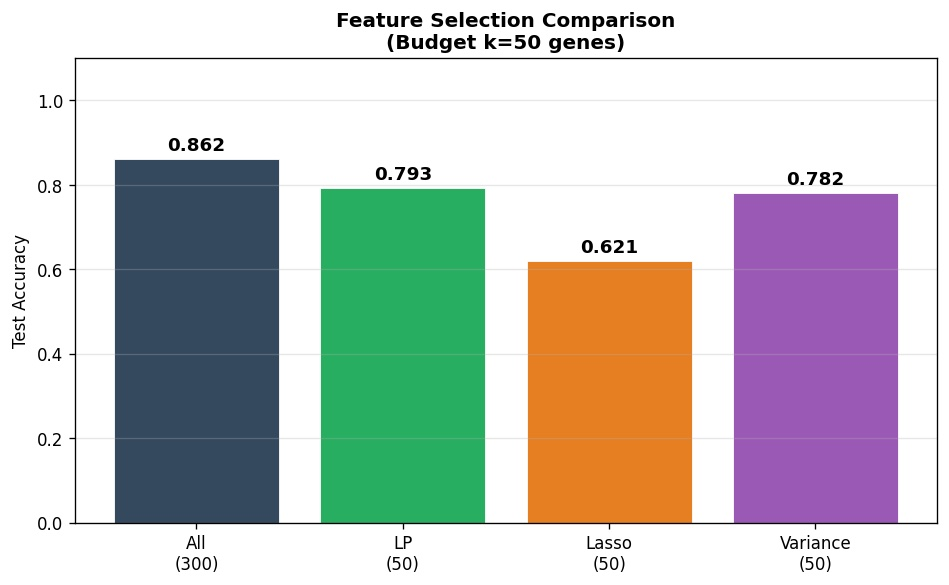 Feature Selection Comparison
(Budget k=50 genes)
Test Accuracy
1.0
0.8
0.6
0.4
0.2
0.0
0.862
0.793
0.621
0.782
All
(300)
LP
(50)
Lasso
(50)
Variance
(50)